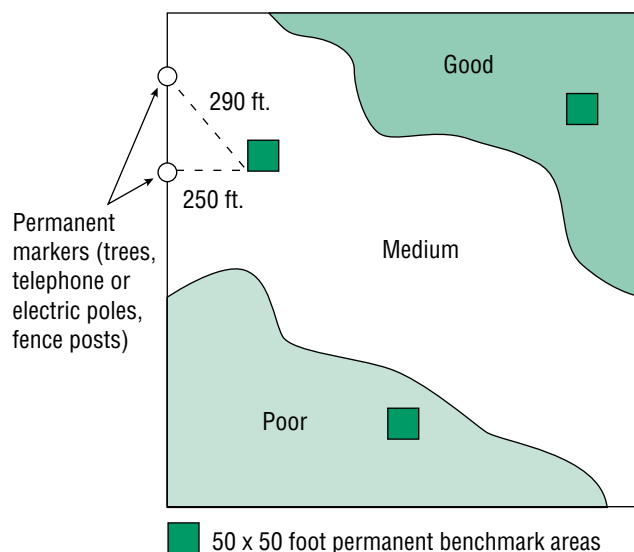 Good
290 ft.
250 ft.
Permanent
markers (trees,
telephone or
electric poles,
fence posts)
Medium
Poor
50 x 50 foot permanent benchmark areas